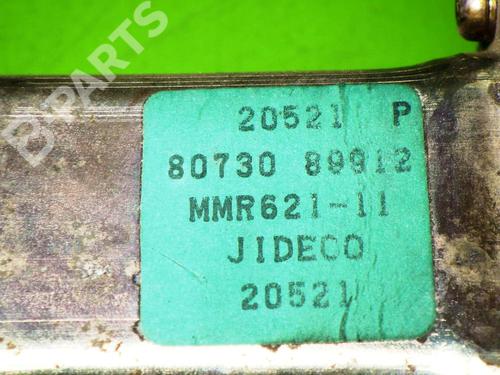 20521 P
80730 89912
MMR621-11
JIDECO
20521
B-PARTS